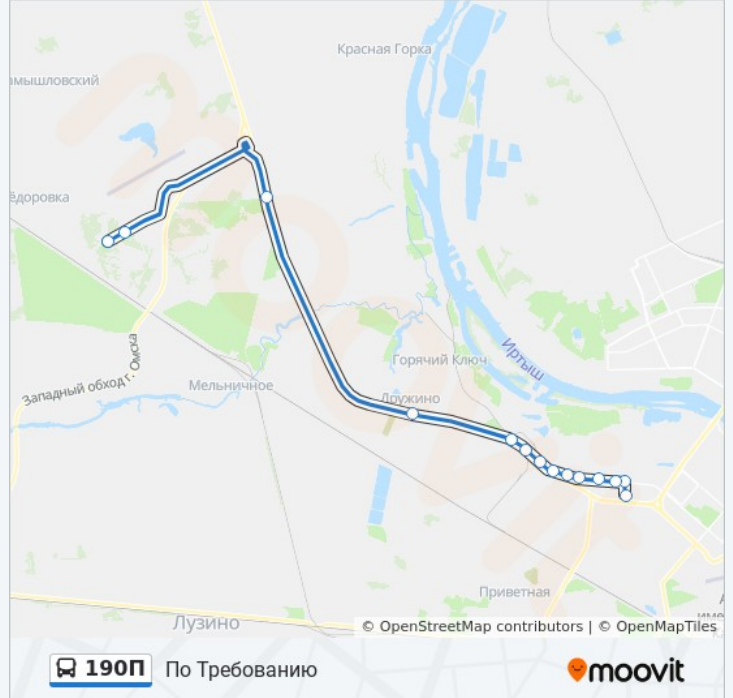 Красная Горка
амышловский
ёдоровка
Иртыш
Горячий Ключ
Западный обход г. Омска
Мельничное
Дружино
Приветная
Лузино
© OpenStreetMap contributors | © OpenMapTiles
190П По Требованию
moovit